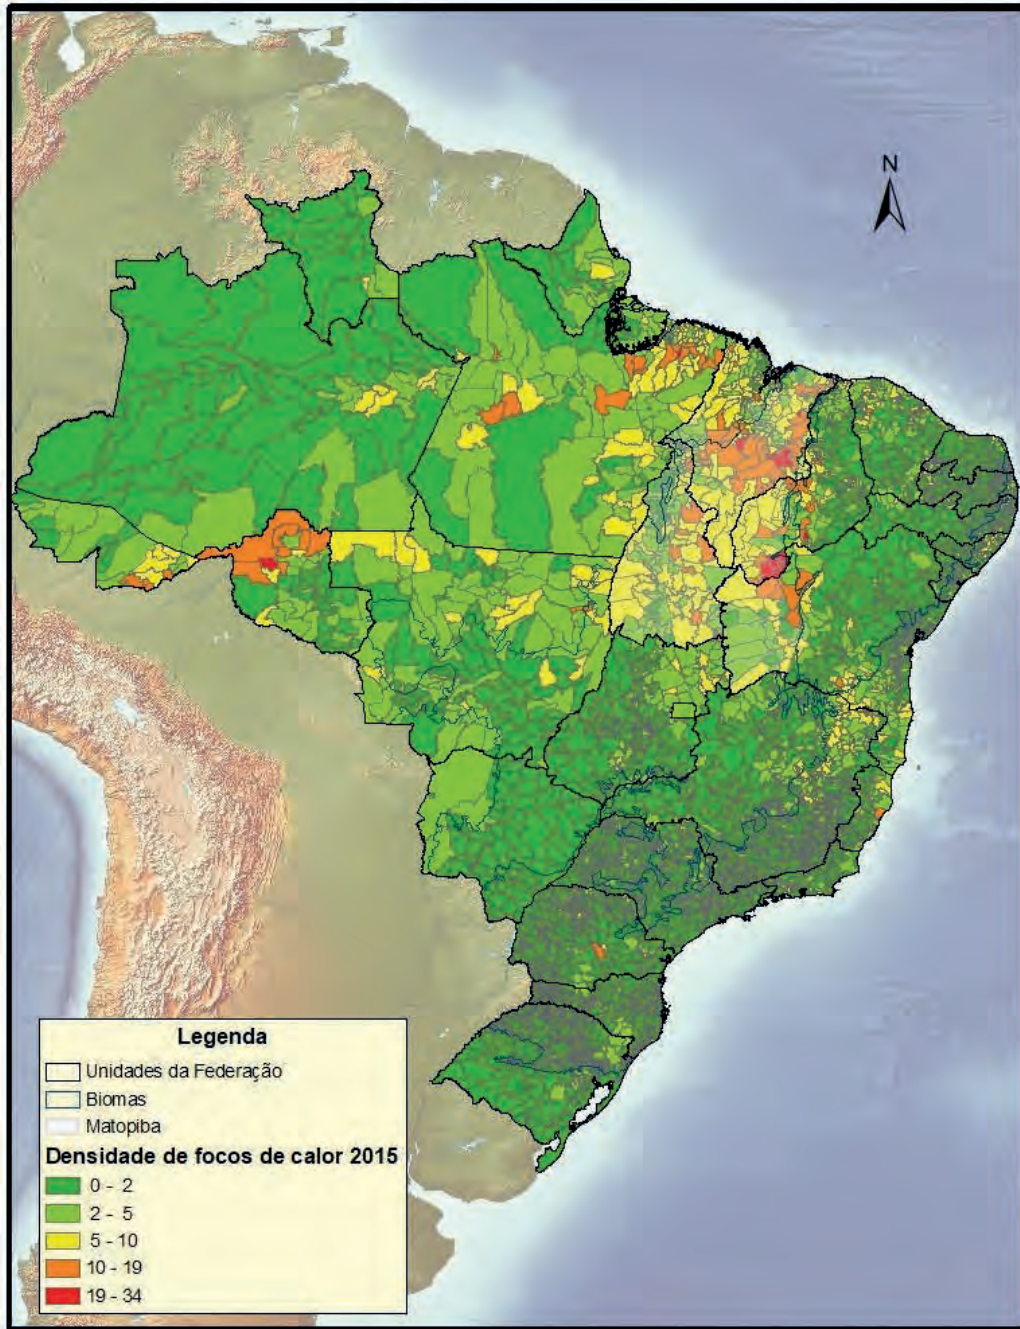 N
Legenda
Unidades da Federação
Biomas
Matopiba
Densidade de focos de calor 2015
0 - 2
2 - 5
5 - 10
10 - 19
19 - 34